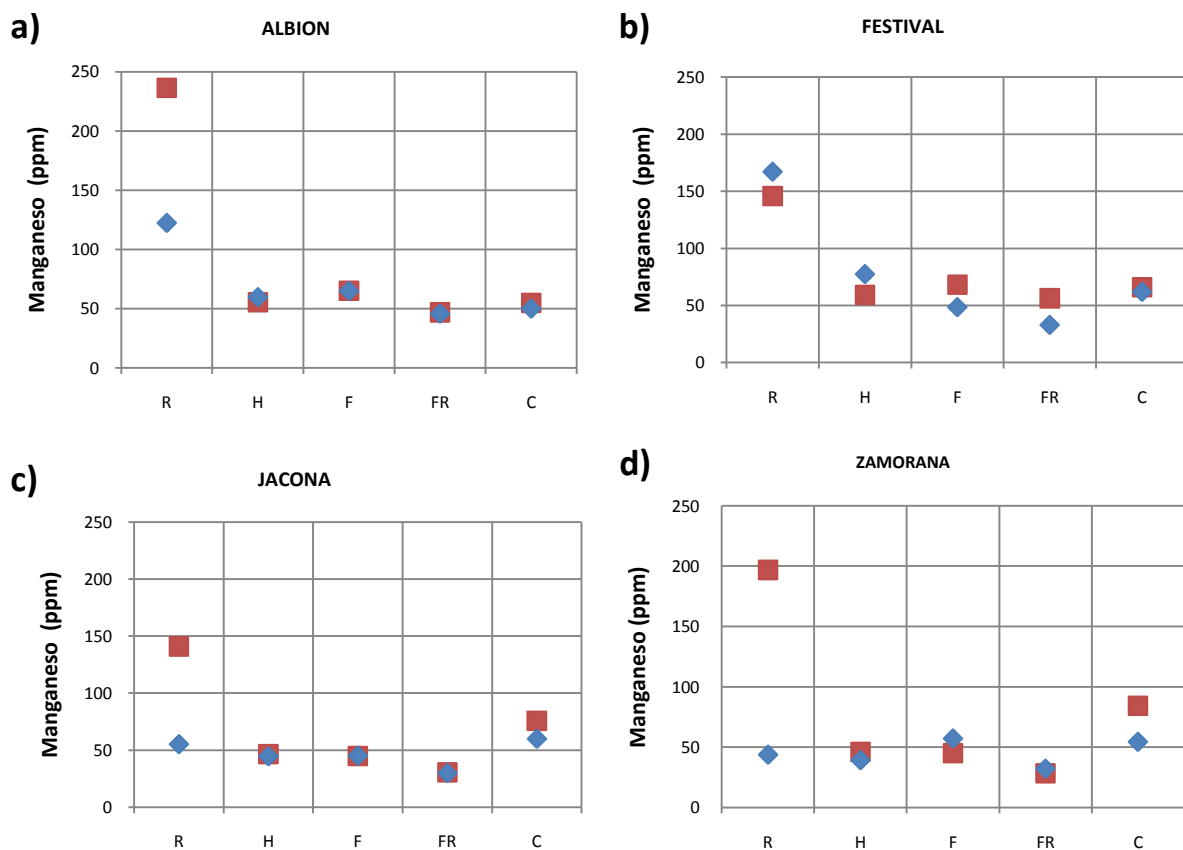 a)
ALBION
Manganeso (ppm)
250
200
150
100
50
0
R H F FR C
b)
FESTIVAL
Manganeso (ppm)
250
200
150
100
50
0
R H F FR C
c)
JACONA
Manganeso (ppm)
250
200
150
100
50
0
R H F FR C
d)
ZAMORANA
Manganeso (ppm)
250
200
150
100
50
0
R H F FR C